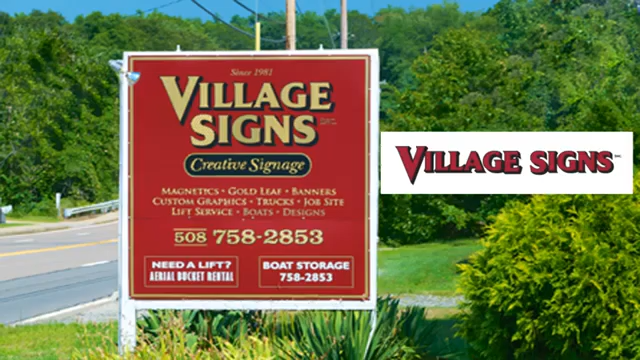 Since 1981
VILLAGE
SIGNS
Creative Signage
MAGNETICS • GOLD LEAF • BANNERS
CUSTOM GRAPHICS • TRUCKS • JOB SITE
LIFT SERVICE • BOATS • DESIGNS
508 758-2853
NEED A LIFT?
AERIAL BUCKET RENTAL
BOAT STORAGE
758-2853
VILLAGE SIGNS INC.